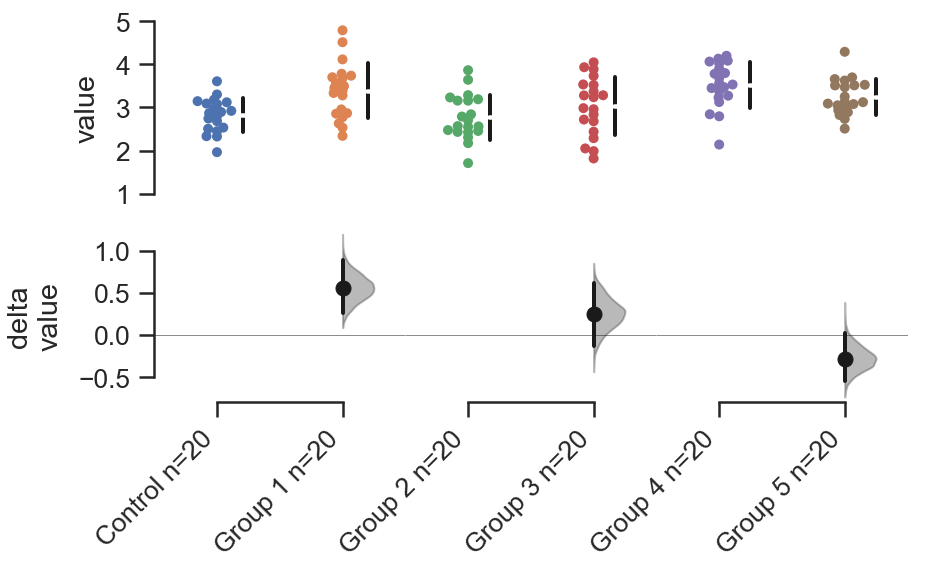 5
4
3
2
1
value
1.0
0.5
0.0
−0.5
delta
value
Control n=20
Group 1 n=20
Group 2 n=20
Group 3 n=20
Group 4 n=20
Group 5 n=20